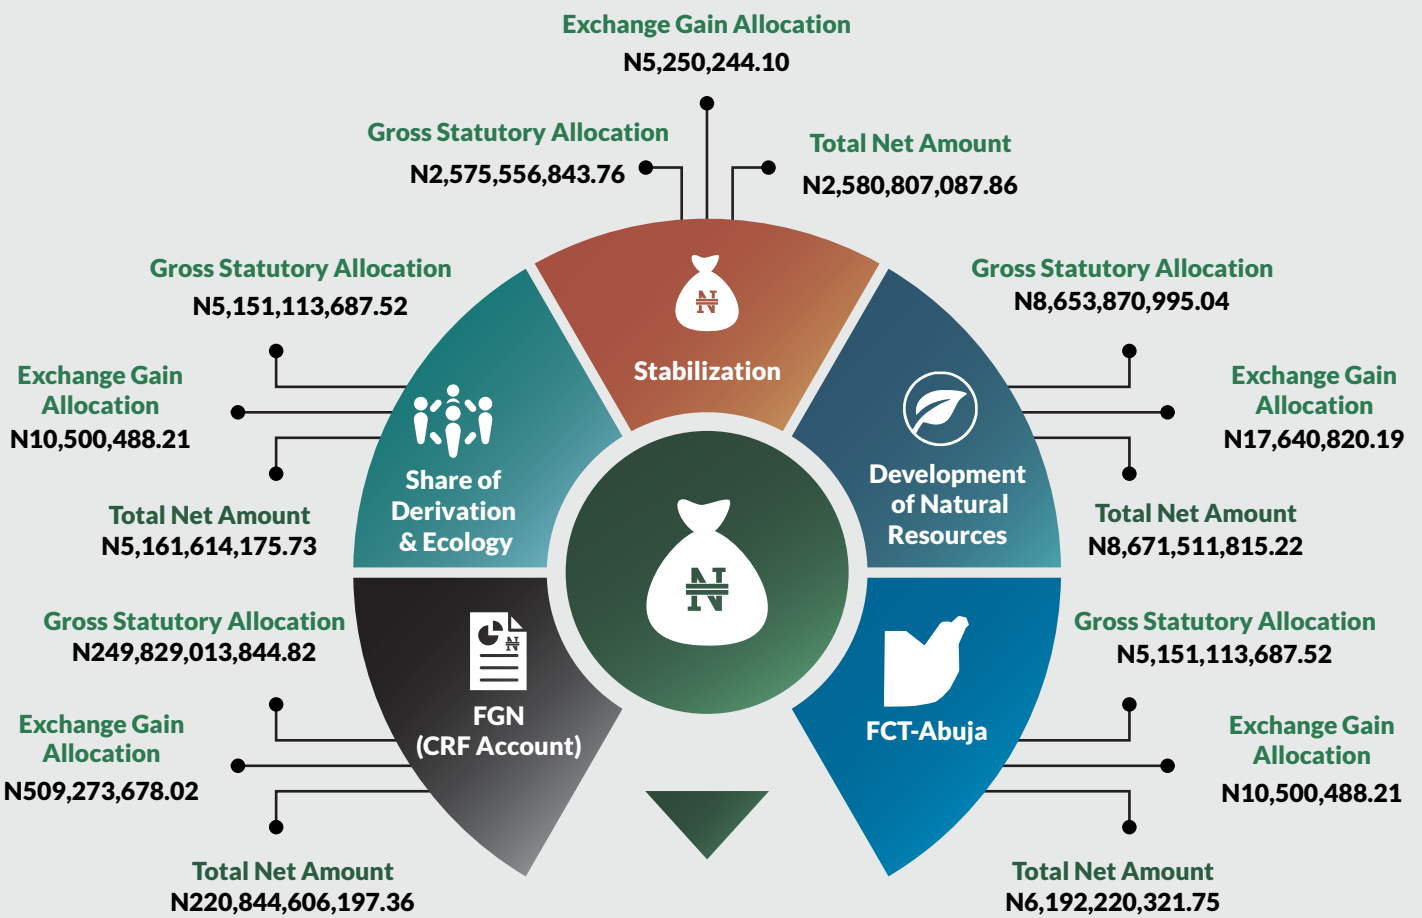 Exchange Gain Allocation
N5,250,244.10
Gross Statutory Allocation
N2,575,556,843.76
Total Net Amount
N2,580,807,087.86
Gross Statutory Allocation
N5,151,113,687.52
Exchange Gain
Allocation
N10,500,488.21
Total Net Amount
N5,161,614,175.73
Gross Statutory Allocation
N8,653,870,995.04
Exchange Gain
Allocation
N17,640,820.19
Total Net Amount
N8,671,511,815.22
₦
Stabilization
Share of
Derivation
& Ecology
Development
of Natural
Resources
₦
Gross Statutory Allocation
N249,829,013,844.82
Exchange Gain
Allocation
N509,273,678.02
Total Net Amount
N220,844,606,197.36
₦
FGN
(CRF Account)
FCT-Abuja
Gross Statutory Allocation
N5,151,113,687.52
Exchange Gain
Allocation
N10,500,488.21
Total Net Amount
N6,192,220,321.75